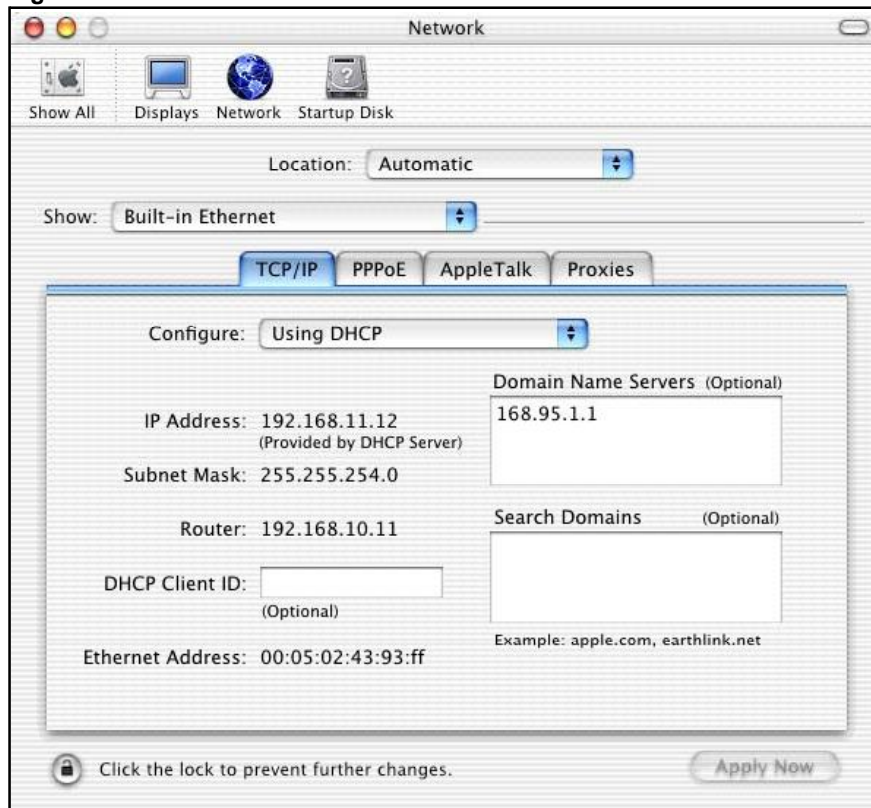 Network
Show All Displays Network Startup Disk
Location: Automatic
Show: Built-in Ethernet
TCP/IP PPPoE AppleTalk Proxies
Configure: Using DHCP
Domain Name Servers (Optional)
168.95.1.1
IP Address: 192.168.11.12
(Provided by DHCP Server)
Subnet Mask: 255.255.254.0
Router: 192.168.10.11
Search Domains (Optional)
DHCP Client ID:
(Optional)
Example: apple.com, earthlink.net
Ethernet Address: 00:05:02:43:93:ff
Click the lock to prevent further changes.
Apply Now